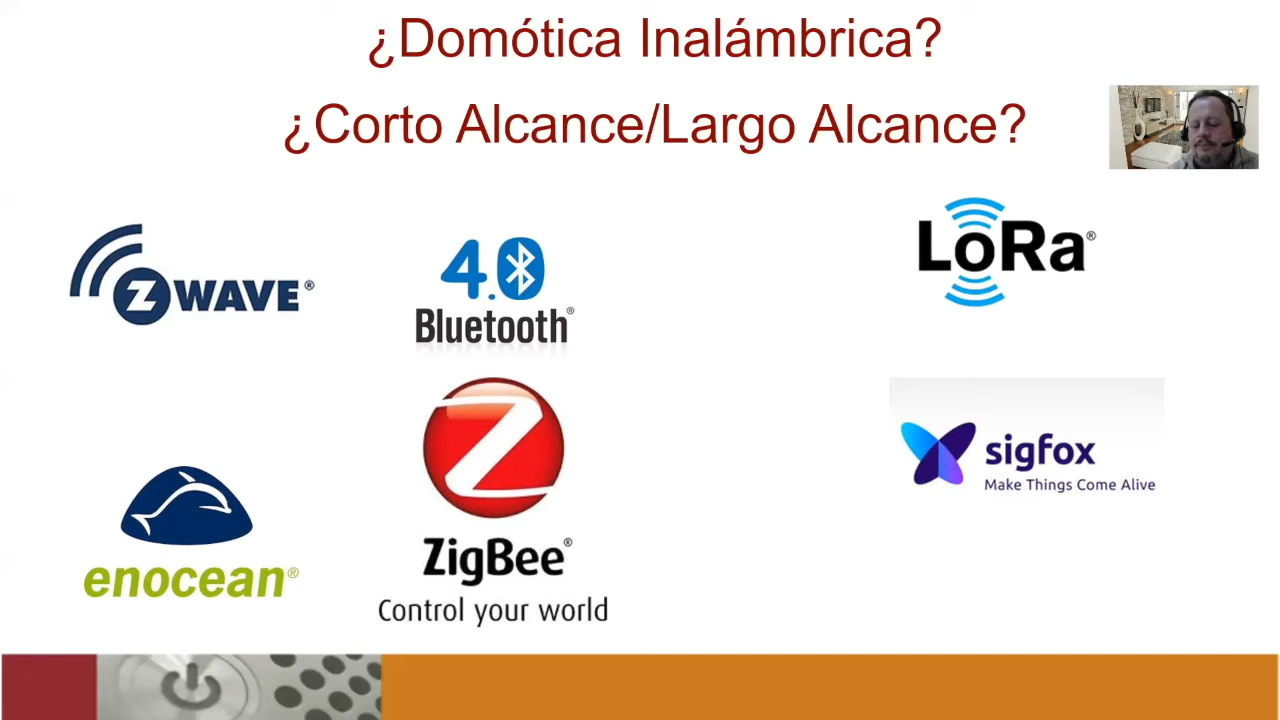 ¿Domótica Inalámbrica?
¿Corto Alcance/Largo Alcance?
Z WAVE®
4.0
Bluetooth®
LoRa®
sigfox
Make Things Come Alive
enocean®
ZigBee®
Control your world